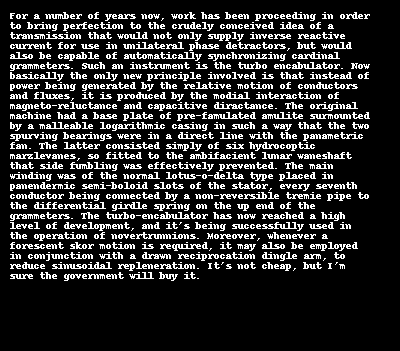 For a number of years now, work has been proceeding in order
to bring perfection to the crudely conceived idea of a
transmission that would not only supply inverse reactive
current for use in unilateral phase detractors, but would
also be capable of automatically synchronizing cardinal
grammeters. Such an instrument is the turbo encabulator. Now
basically the only new principle involved is that instead of
power being generated by the relative motion of conductors
and fluxes, it is produced by the modial interaction of
magneto-reluctance and capacitive diractance. The original
machine had a base plate of pre-famulated amulite surmounted
by a malleable logarithmic casing in such a way that the two
spurving bearings were in a direct line with the panametric
fan. The latter consisted simply of six hydrocoptic
marzlevanes, so fitted to the ambifacient lunar waneshaft
that side fumbling was effectively prevented. The main
winding was of the normal lotus-o-delta type placed in
panendermic semi-boloid slots of the stator, every seventh
conductor being connected by a non-reversible tremie pipe to
the differential girdle spring on the up end of the
grammeters. The turbo-encabulator has now reached a high
level of development, and it's being successfully used in
the operation of novertrunnions. Moreover, whenever a
forescent skor motion is required, it may also be employed
in conjunction with a drawn reciprocation dingle arm, to
reduce sinusoidal repleneration. It's not cheap, but I'm
sure the government will buy it.